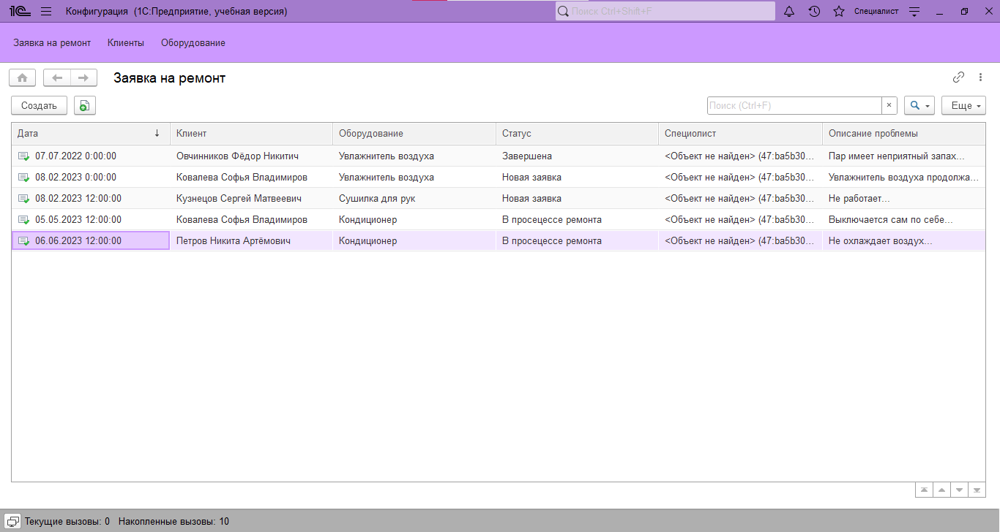 1С Конфигурация (1С:Предприятие, учебная версия) Поиск Ctrl+Shift+F Специалист
Заявка на ремонт Клиенты Оборудование
Заявка на ремонт
Создать Поиск (Ctrl+F) × Еще
Дата ↓ Клиент Оборудование Статус Специолист Описание проблемы
07.07.2022 0:00:00 Овчинников Фёдор Никитич Увлажнитель воздуха Завершена <Объект не найден> (47:ba5b30... Пар имеет неприятный запах...
08.02.2023 0:00:00 Ковалева Софья Владимиров Увлажнитель воздуха Новая заявка <Объект не найден> (47:ba5b30... Увлажнитель воздуха продолжа...
08.02.2023 12:00:00 Кузнецов Сергей Матвеевич Сушилка для рук Новая заявка <Объект не найден> (47:ba5b30... Не работает...
05.05.2023 12:00:00 Ковалева Софья Владимиров Кондиционер В просецессе ремонта <Объект не найден> (47:ba5b30... Выключается сам по себе...
06.06.2023 12:00:00 Петров Никита Артёмович Кондиционер В просецессе ремонта <Объект не найден> (47:ba5b30... Не охлаждает воздух...
Текущие вызовы: 0 Накопленные вызовы: 10